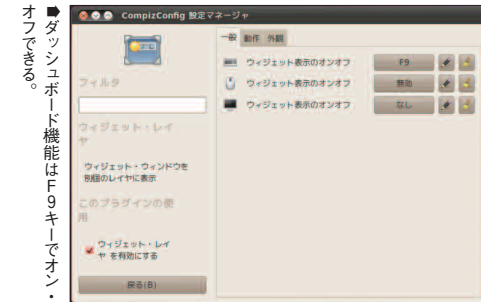 ➡ダッシュボード機能はF9キーでオン・
オフできる。
CompizConfig 設定マネージャ
フィルタ
ウィジェット・レイ
ヤ
ウィジェット・ウィンドウを
別個のレイヤに表示
このプラグインの使
用
ウィジェット・レイ
ヤ を有効にする
戻る(B)
一般 動作 外観
ウィジェット表示のオンオフ F9
ウィジェット表示のオンオフ 無効
ウィジェット表示のオンオフ なし